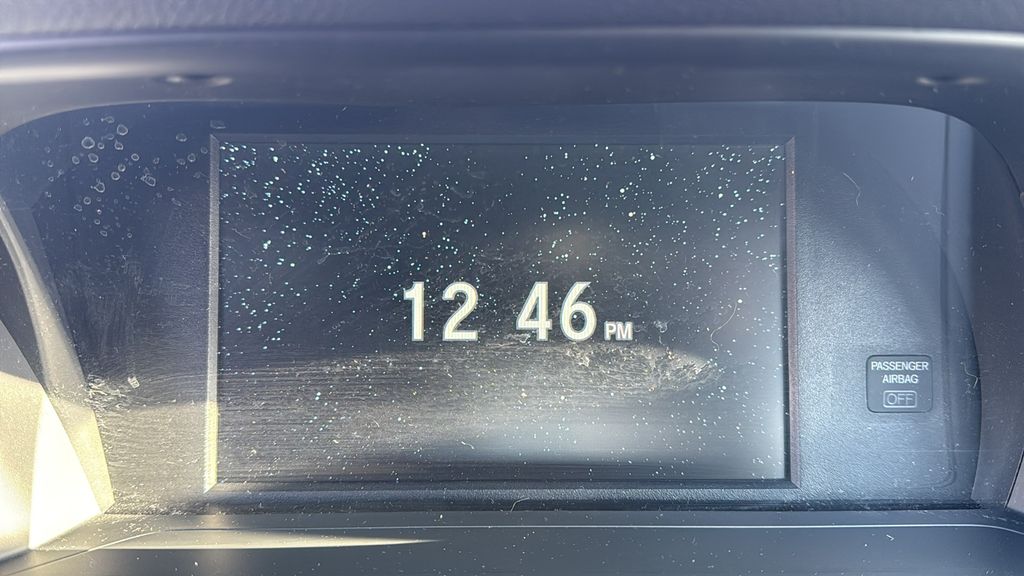 12 46 PM
PASSENGER
AIRBAG
OFF